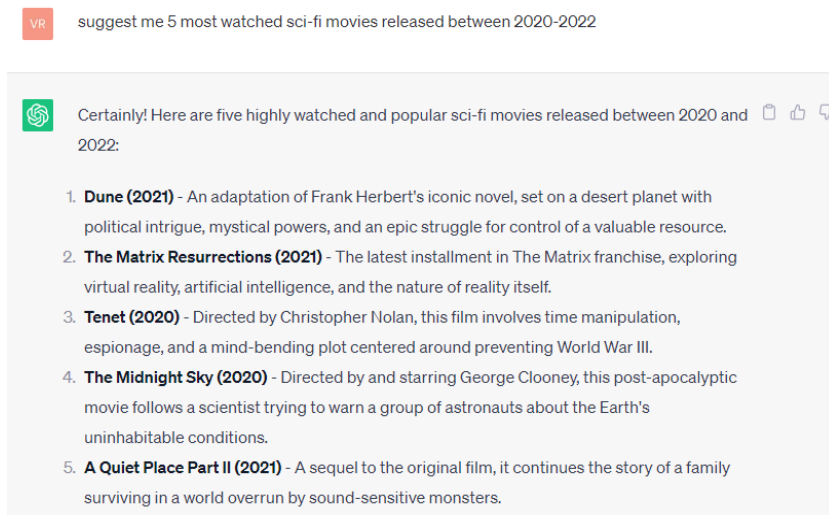 VR
suggest me 5 most watched sci-fi movies released between 2020-2022
Certainly! Here are five highly watched and popular sci-fi movies released between 2020 and
2022:
1. Dune (2021) - An adaptation of Frank Herbert's iconic novel, set on a desert planet with
political intrigue, mystical powers, and an epic struggle for control of a valuable resource.
2. The Matrix Resurrections (2021) - The latest installment in The Matrix franchise, exploring
virtual reality, artificial intelligence, and the nature of reality itself.
3. Tenet (2020) - Directed by Christopher Nolan, this film involves time manipulation,
espionage, and a mind-bending plot centered around preventing World War III.
4. The Midnight Sky (2020) - Directed by and starring George Clooney, this post-apocalyptic
movie follows a scientist trying to warn a group of astronauts about the Earth's
uninhabitable conditions.
5. A Quiet Place Part II (2021) - A sequel to the original film, it continues the story of a family
surviving in a world overrun by sound-sensitive monsters.